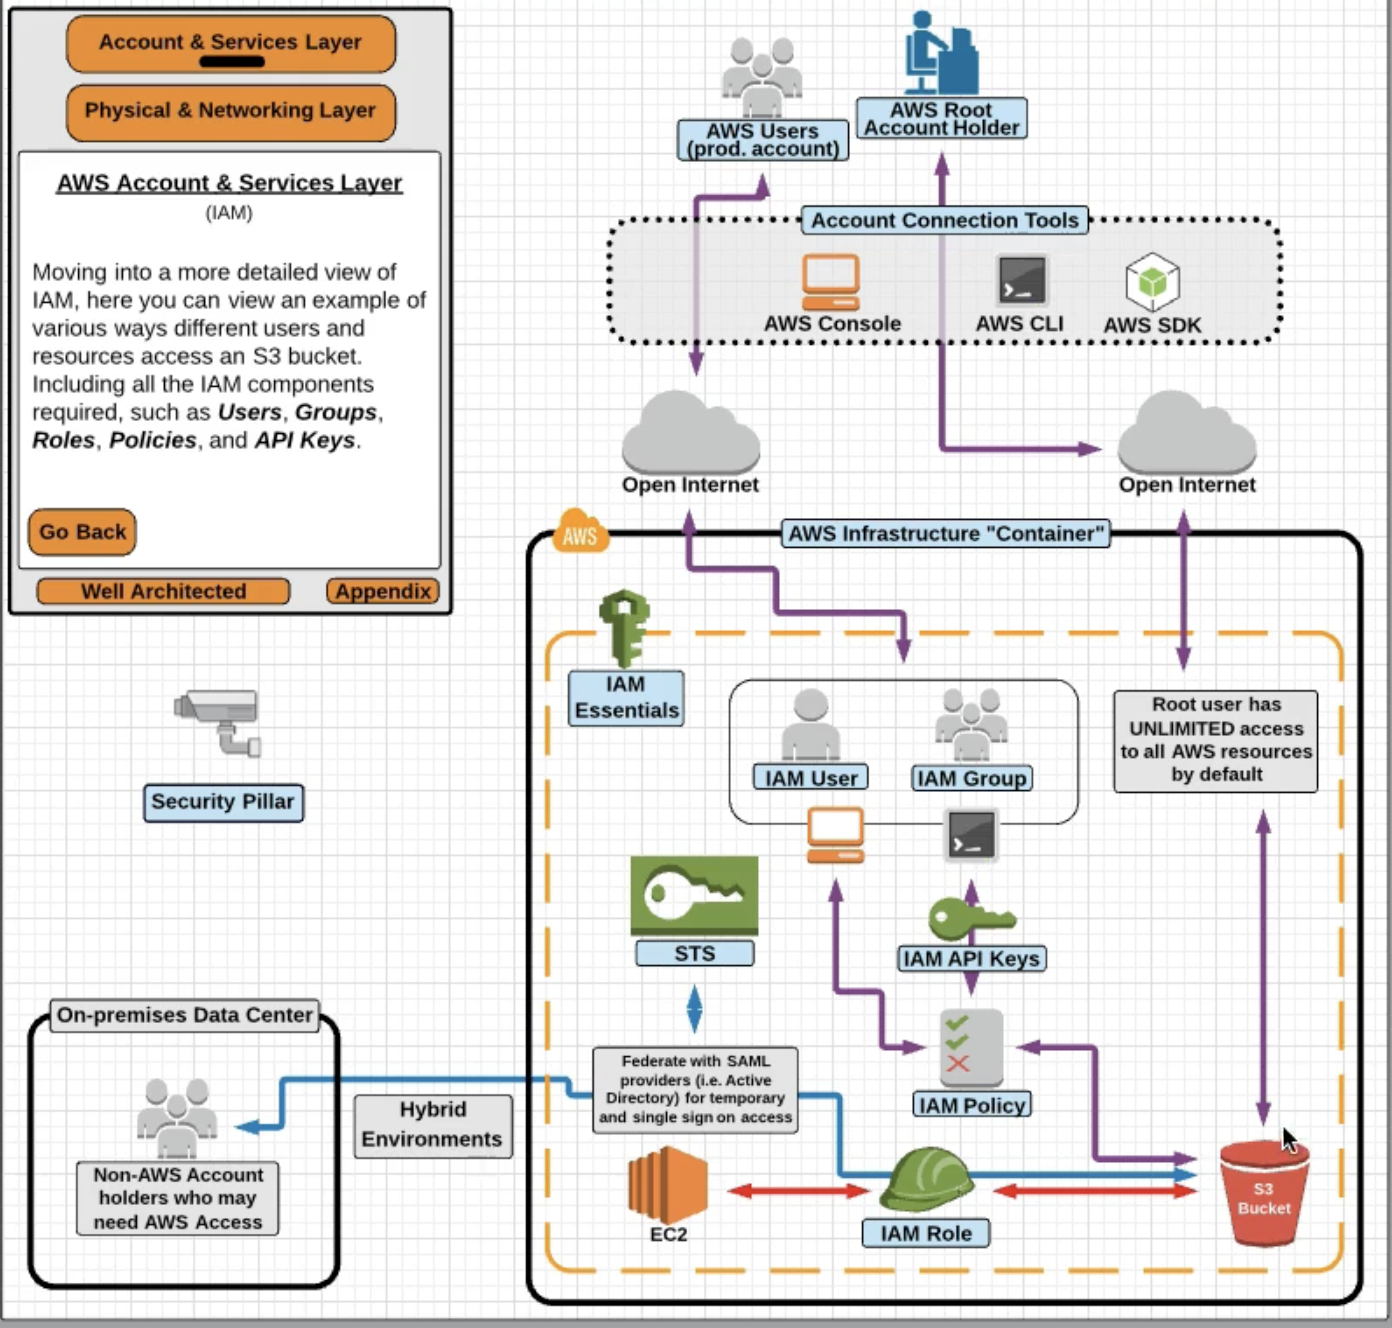 Account & Services Layer
Physical & Networking Layer
AWS Account & Services Layer
(IAM)
Moving into a more detailed view of
IAM, here you can view an example of
various ways different users and
resources access an S3 bucket.
Including all the IAM components
required, such as Users, Groups,
Roles, Policies, and API Keys.
Go Back
Well Architected
Appendix
AWS Users
(prod. account)
AWS Root
Account Holder
Account Connection Tools
AWS Console
AWS CLI
AWS SDK
Open Internet
Open Internet
AWS
AWS Infrastructure "Container"
IAM
Essentials
IAM User
IAM Group
Root user has
UNLIMITED access
to all AWS resources
by default
Security Pillar
STS
IAM API Keys
On-premises Data Center
Non-AWS Account
holders who may
need AWS Access
Hybrid
Environments
Federate with SAML
providers (i.e. Active
Directory) for temporary
and single sign on access
IAM Policy
EC2
IAM Role
S3
Bucket